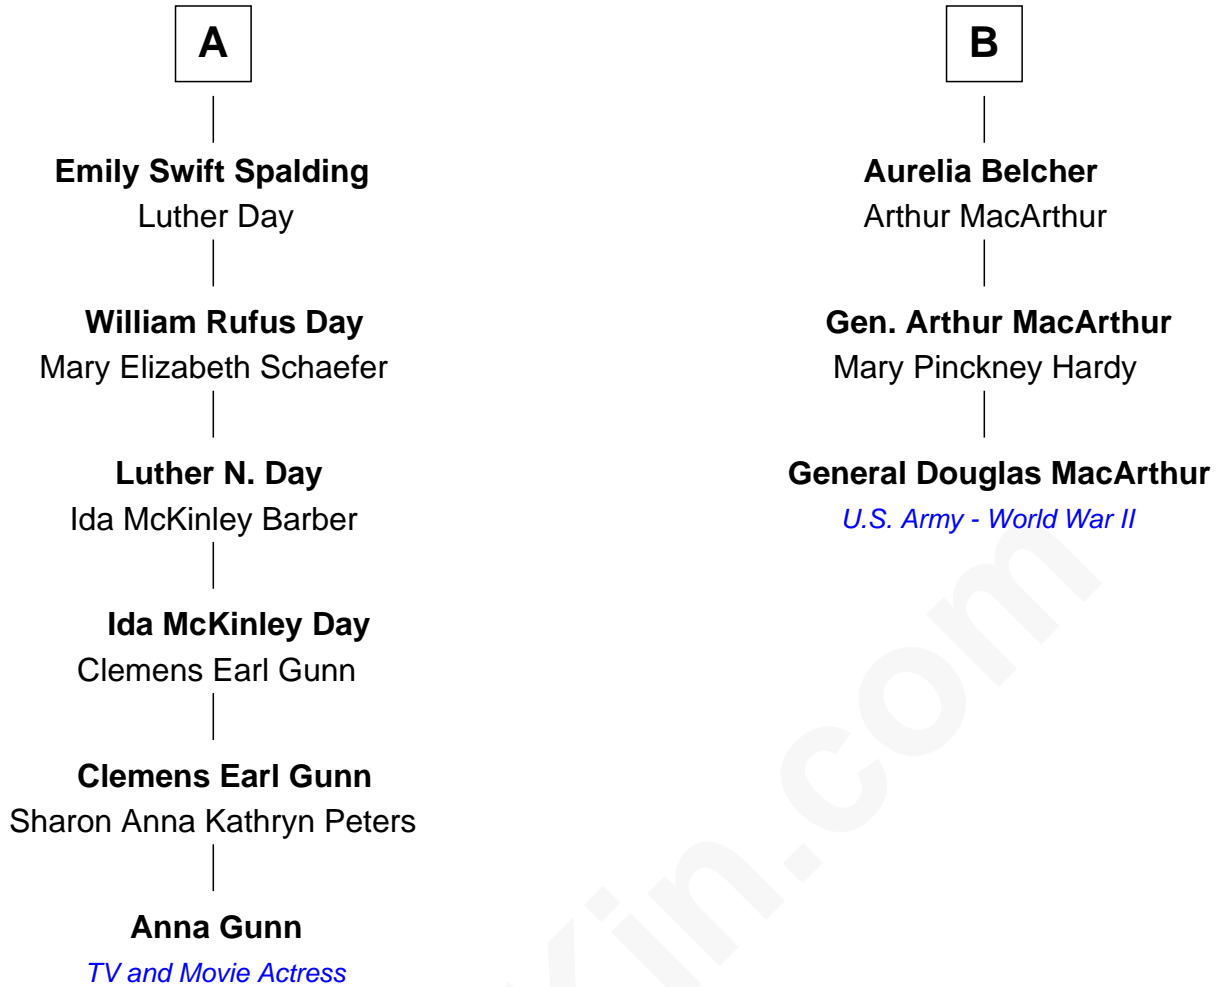 A
Emily Swift Spalding
Luther Day
William Rufus Day
Mary Elizabeth Schaefer
Luther N. Day
Ida McKinley Barber
Ida McKinley Day
Clemens Earl Gunn
Clemens Earl Gunn
Sharon Anna Kathryn Peters
Anna Gunn
TV and Movie Actress
B
Aurelia Belcher
Arthur MacArthur
Gen. Arthur MacArthur
Mary Pinckney Hardy
General Douglas MacArthur
U.S. Army - World War II